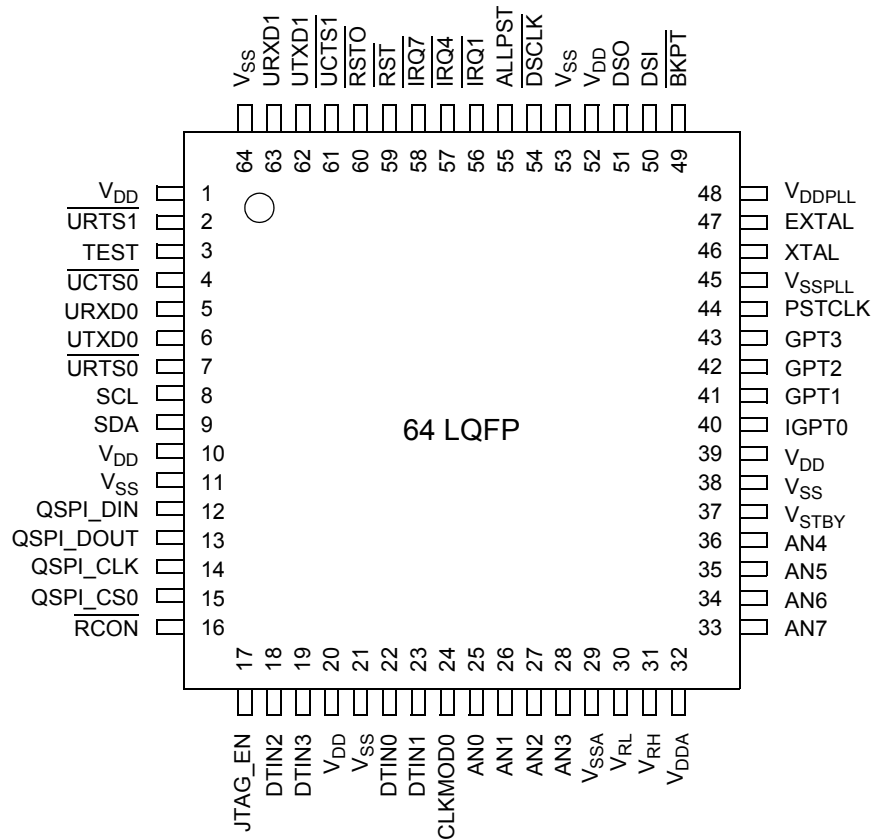 VSS
URXD1
UTXD1
UCTS1
RSTO
RST
IRQ7
IRQ4
IRQ1
ALLPST
DSCLK
VSS
VDD
DSO
DSI
BKPT
64
63
62
61
60
59
58
57
56
55
54
53
52
51
50
49
VDD 1
URTS1 2
TEST 3
UCTS0 4
URXD0 5
UTXD0 6
URTS0 7
SCL 8
SDA 9
VDD 10
VSS 11
QSPI_DIN 12
QSPI_DOUT 13
QSPI_CLK 14
QSPI_CS0 15
RCON 16
64 LQFP
48 VDDPLL
47 EXTAL
46 XTAL
45 VSSPLL
44 PSTCLK
43 GPT3
42 GPT2
41 GPT1
40 IGPT0
39 VDD
38 VSS
37 VSTBY
36 AN4
35 AN5
34 AN6
33 AN7
17
18
19
20
21
22
23
24
25
26
27
28
29
30
31
32
JTAG_EN
DTIN2
DTIN3
VDD
VSS
DTIN0
DTIN1
CLKMOD0
AN0
AN1
AN2
AN3
VSSA
VRL
VRH
VDDA